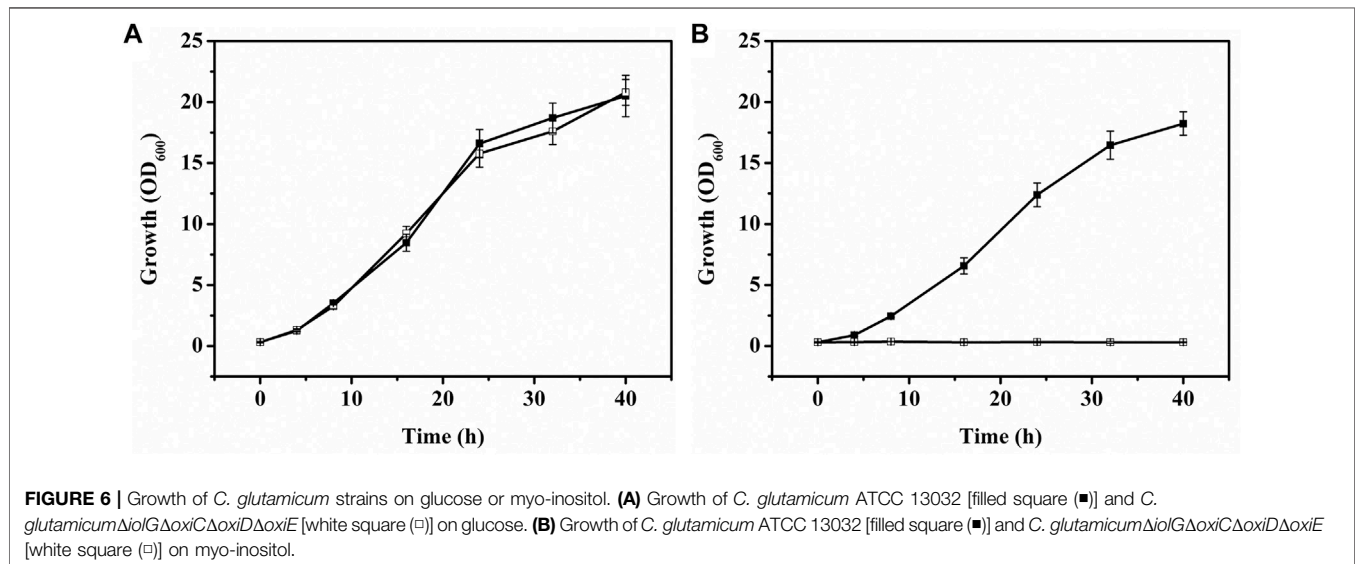 A
25
20
15
10
5
0
Growth (OD600)
0 10 20 30 40
Time (h)
B
25
20
15
10
5
0
Growth (OD600)
0 10 20 30 40
Time (h)
FIGURE 6 | Growth of C. glutamicum strains on glucose or myo-inositol. (A) Growth of C. glutamicum ATCC 13032 [filled square (■)] and C.
glutamicumΔiolGΔoxiCΔoxiDΔoxiE [white square (□)] on glucose. (B) Growth of C. glutamicum ATCC 13032 [filled square (■)] and C. glutamicumΔiolGΔoxiCΔoxiDΔoxiE
[white square (□)] on myo-inositol.